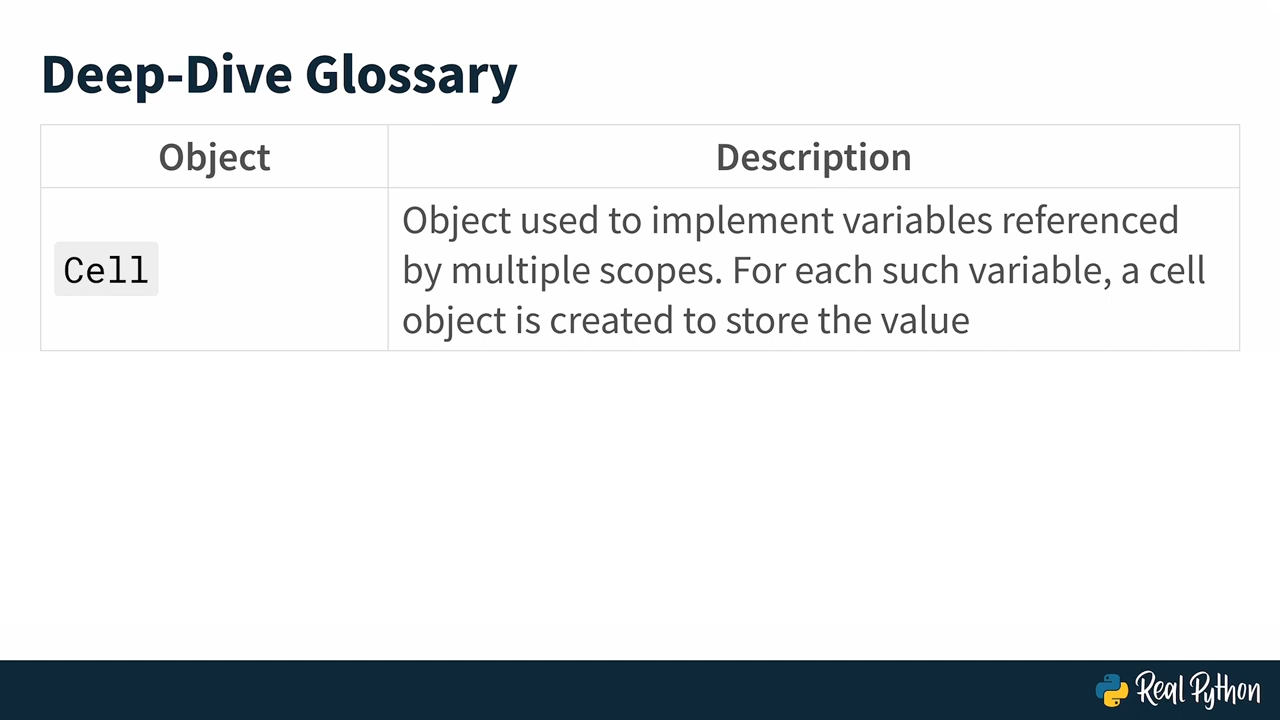 Deep-Dive Glossary
Object
Description
Cell
Object used to implement variables referenced
by multiple scopes. For each such variable, a cell
object is created to store the value
Real Python